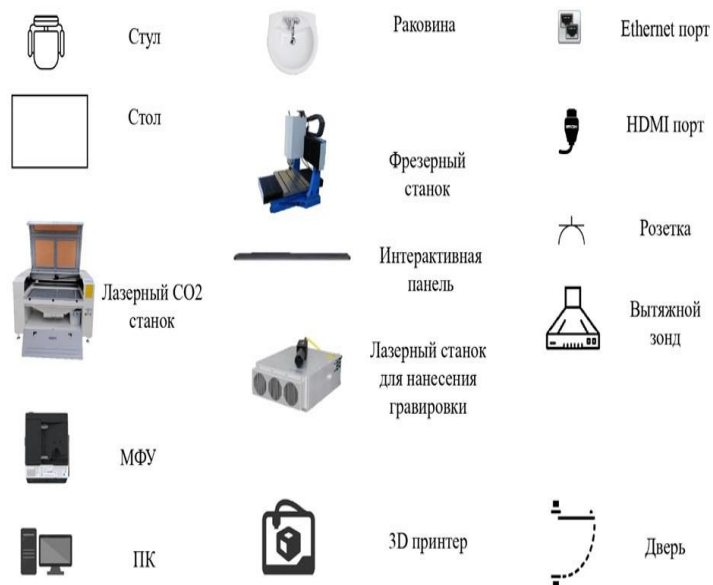 Стул
Стол
Лазерный CO2
станок
МФУ
ПК
Раковина
Фрезерный
станок
Интерактивная
панель
Лазерный станок
для нанесения
гравировки
3D принтер
Ethernet порт
HDMI порт
Розетка
Вытяжной
зонд
Дверь